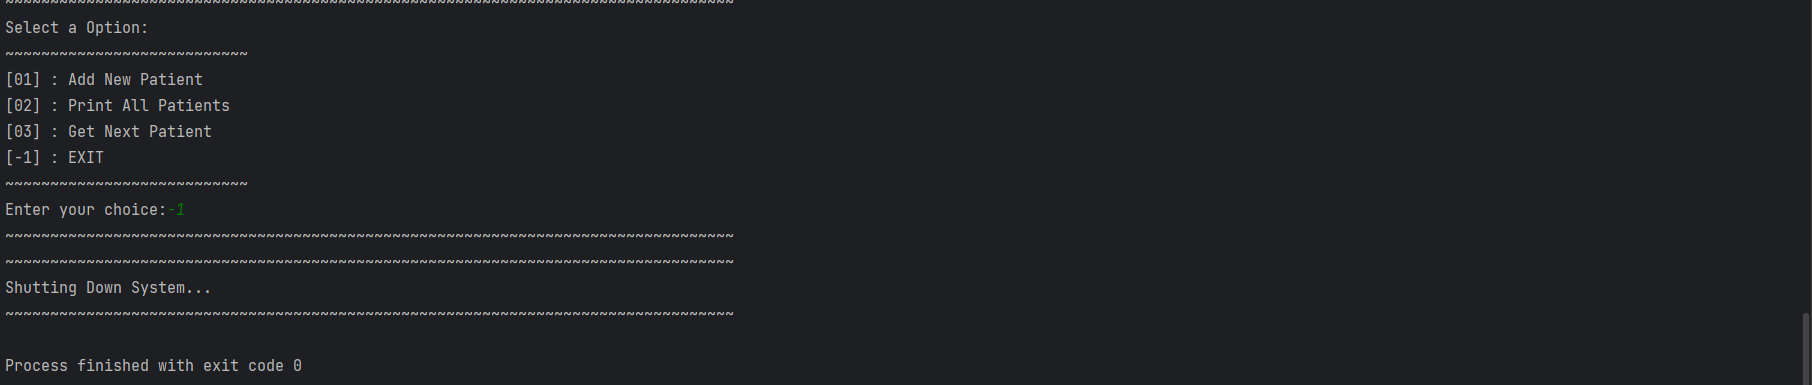 ~~~~~~~~~~~~~~~~~~~~~~~~~~~~~~~~~~~~~~~~~~~~~~~~~~~~~~~~~~~~~~~~~~~~~~~~~~~~~~~~~
Select a Option:
~~~~~~~~~~~~~~~~~~~~~~~~~~~
[01] : Add New Patient
[02] : Print All Patients
[03] : Get Next Patient
[-1] : EXIT
~~~~~~~~~~~~~~~~~~~~~~~~~~~
Enter your choice:-1
~~~~~~~~~~~~~~~~~~~~~~~~~~~~~~~~~~~~~~~~~~~~~~~~~~~~~~~~~~~~~~~~~~~~~~~~~~~~~~~~~
~~~~~~~~~~~~~~~~~~~~~~~~~~~~~~~~~~~~~~~~~~~~~~~~~~~~~~~~~~~~~~~~~~~~~~~~~~~~~~~~~
Shutting Down System...
~~~~~~~~~~~~~~~~~~~~~~~~~~~~~~~~~~~~~~~~~~~~~~~~~~~~~~~~~~~~~~~~~~~~~~~~~~~~~~~~~
Process finished with exit code 0